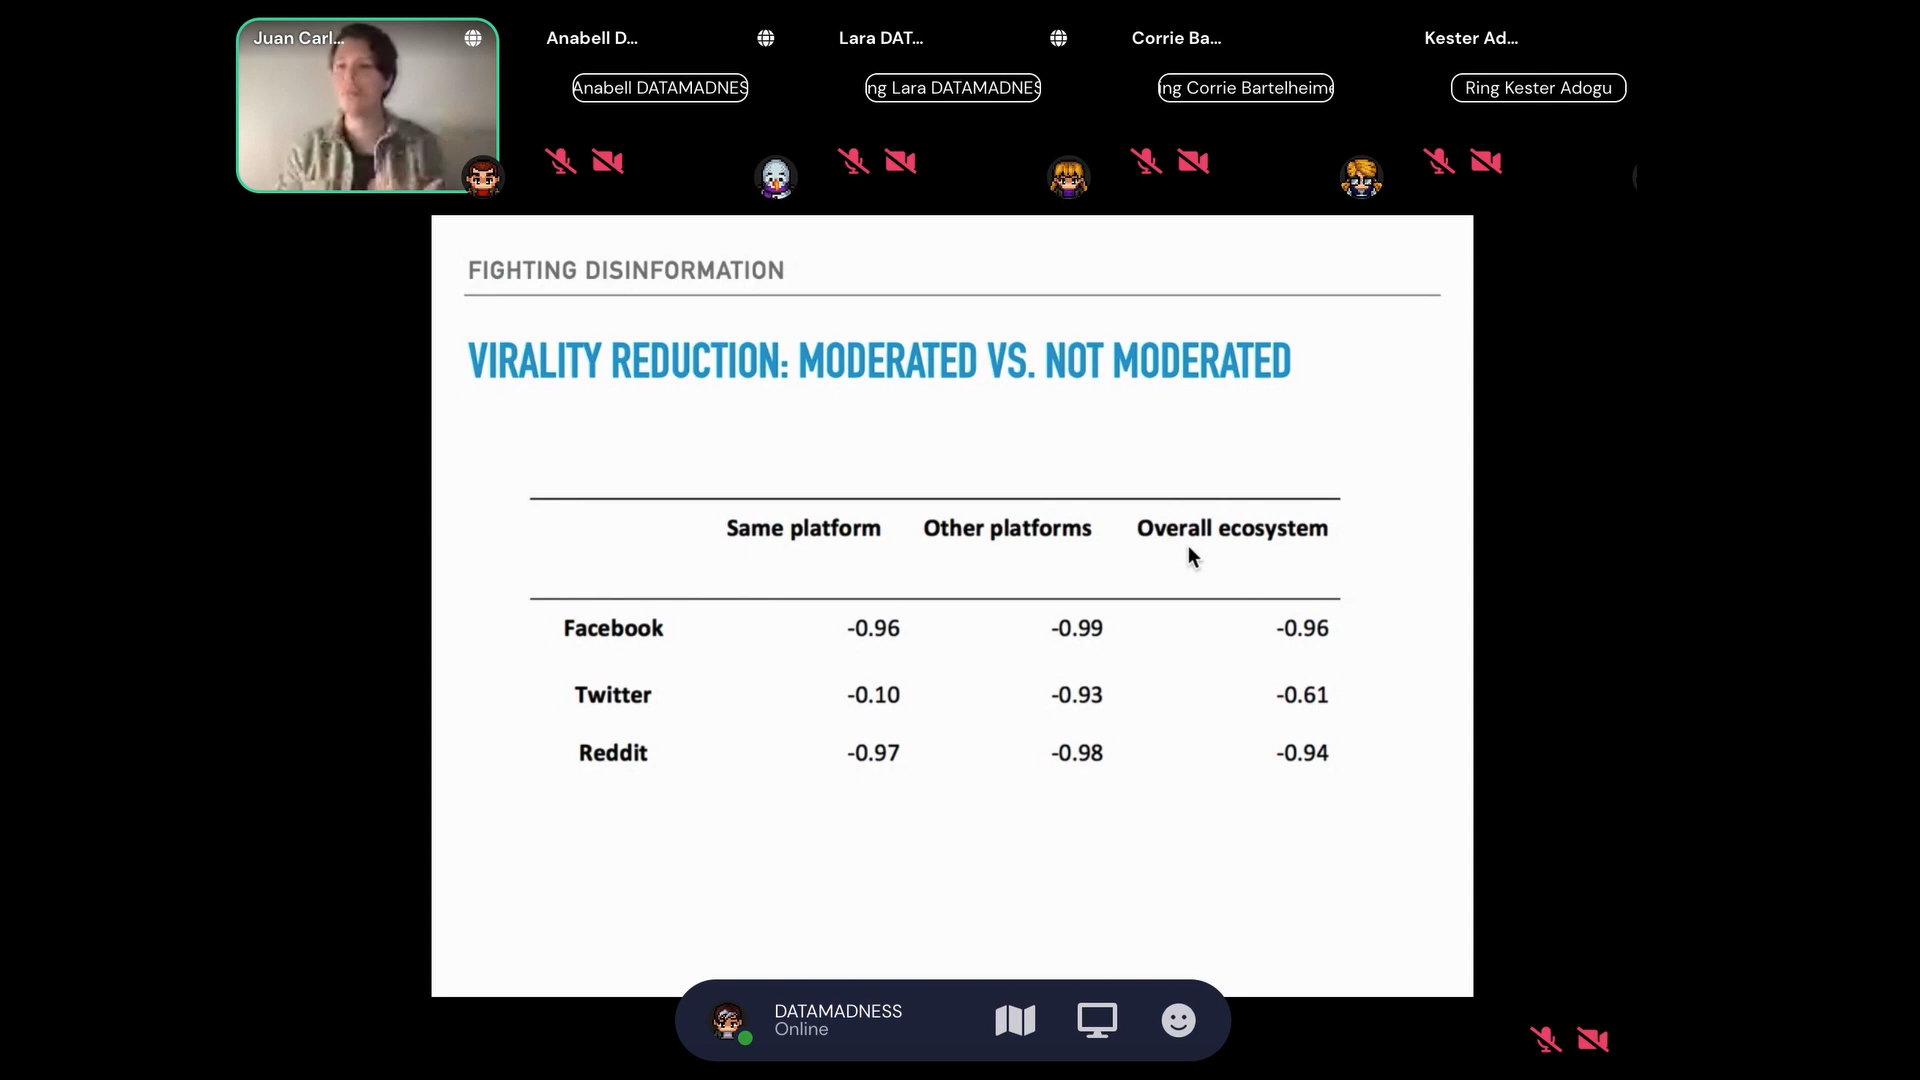 Juan Carl...
Anabell D...
Lara DAT...
Corrie Ba...
Kester Ad...
Anabell DATAMADNES
ng Lara DATAMADNES
ing Corrie Bartelheime
Ring Kester Adogu
FIGHTING DISINFORMATION
VIRALITY REDUCTION: MODERATED VS. NOT MODERATED
Same platform Other platforms Overall ecosystem
Facebook -0.96 -0.99 -0.96
Twitter -0.10 -0.93 -0.61
Reddit -0.97 -0.98 -0.94
DATAMADNESS
Online